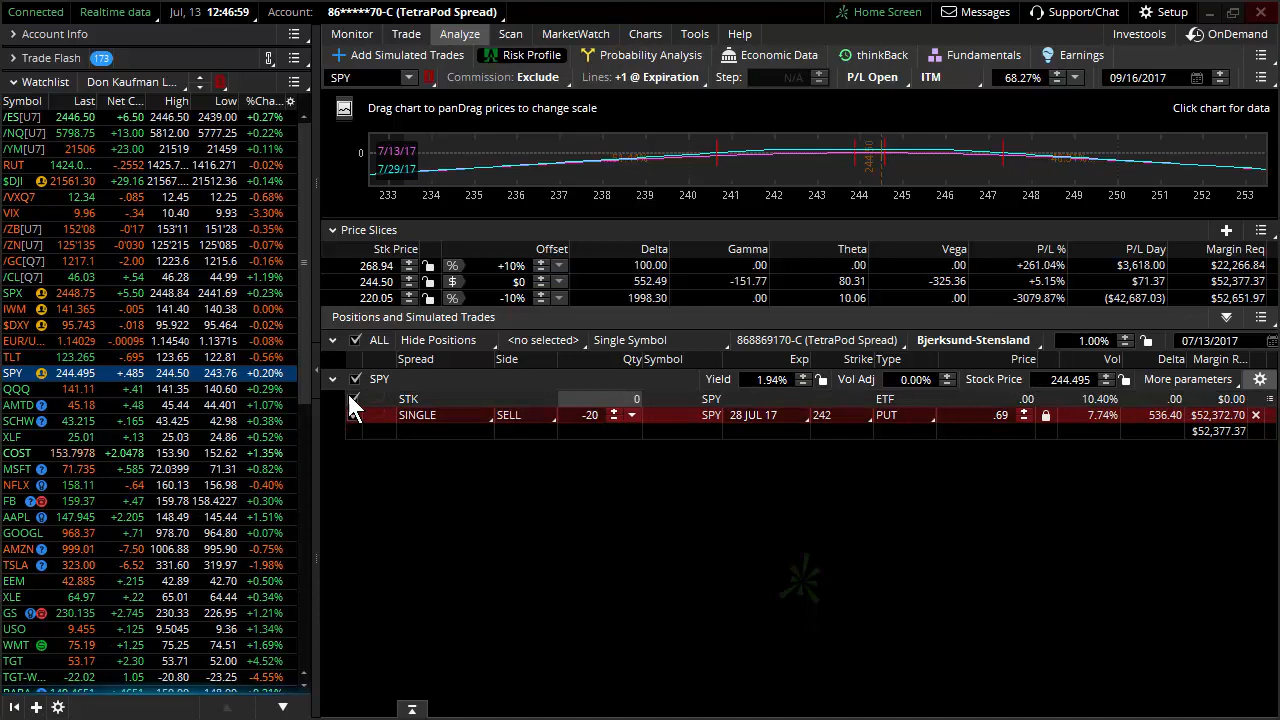 Connected Realtime data Jul, 13 12:46:59 Account: 86*****70-C (TetraPod Spread) Home Screen Messages Support/Chat Setup
Account Info
Trade Flash 173
Watchlist Don Kaufman L...
Symbol Last Net C... High Low %Cha...
/ES[U7] 2446.50 +6.50 2446.50 2439.00 +0.27%
/NQ[U7] 5798.75 +13.00 5812.00 5777.25 +0.22%
/YM[U7] 21506 +23.00 21519 21459 +0.11%
RUT 1424.0... -.2552 1418.6... 1416.271 -0.02%
$DJI 21561.30 +29.16 21567.... 21512.36 +0.14%
/VXQ7 12.34 -.085 12.45 12.25 -0.68%
VIX 9.96 -.34 10.40 9.93 -3.30%
/ZB[U7] 152'08 -0'17 153'11 151'28 -0.35%
/ZN[U7] 125'135 -0'030 125'215 125'085 -0.07%
/GC[Q7] 1217.1 -2.00 1223.6 1215.6 -0.16%
/CL[Q7] 46.03 +.54 46.28 44.99 +1.19%
SPX 2448.75 +5.50 2448.84 2441.69 +0.23%
IWM 141.365 -.005 141.640 140.38 0.00%
$DXY 95.743 -.018 95.922 95.464 -0.02%
EUR/U... 1.14029 -.00095 1.14540 1.13715 -0.08%
TLT 123.265 -.695 123.65 122.81 -0.56%
SPY 244.495 +.485 244.50 243.76 +0.20%
QQQ 141.11 +.34 141.35 140.60 +0.24%
AMTD 45.18 +.48 45.44 44.34 +1.07%
SCHW 43.215 +.165 43.425 42.98 +0.38%
XLF 25.01 +.13 25.03 24.86 +0.52%
COST 153.7978 +2.0478 153.90 152.62 +1.35%
MSFT 71.735 +.585 72.0399 71.31 +0.82%
NFLX 158.11 -.64 160.13 156.98 -0.40%
FB 159.37 +.47 159.78 158.4227 +0.30%
AAPL 147.945 +2.205 148.49 145.44 +1.51%
GOOGL 968.37 +.71 978.70 964.80 +0.07%
AMZN 999.01 -7.50 1006.88 995.90 -0.75%
TSLA 323.00 -6.52 331.60 319.97 -1.98%
EEM 42.885 +.215 42.89 42.70 +0.50%
XLE 64.97 +.22 65.01 64.44 +0.34%
GS 230.135 +2.745 230.33 226.95 +1.21%
USO 9.455 +.125 9.5045 9.36 +1.34%
WMT 75.19 +1.25 75.25 74.51 +1.69%
TGT 53.17 +2.30 53.71 52.00 +4.52%
TGT-W... -22.02 1.05 -20.80 -23.25 -4.55%
Monitor Trade Analyze Scan MarketWatch Charts Tools Help Investools OnDemand
Add Simulated Trades Risk Profile Probability Analysis Economic Data thinkBack Fundamentals Earnings
SPY Commission: Exclude Lines: +1 @ Expiration Step: N/A P/L Open ITM 68.27% 09/16/2017
Drag chart to panDrag prices to change scale Click chart for data
0 7/13/17
7/29/17
244.50
233 234 235 236 237 238 239 240 241 242 243 244 245 246 247 248 249 250 251 252 253
Price Slices
Stk Price Offset Delta Gamma Theta Vega P/L % P/L Day Margin Req
268.94 % +10% 100.00 .00 .00 .00 +261.04% $3,618.00 $22,266.84
244.50 $ $0 552.49 -151.77 80.31 -325.36 +5.15% $71.37 $52,377.37
220.05 % -10% 1998.30 .00 10.06 .00 -3079.87% ($42,687.03) $52,651.97
Positions and Simulated Trades
ALL Hide Positions <no selected> Single Symbol 868869170-C (TetraPod Spread) Bjerksund-Stensland 1.00% 07/13/2017
Spread Side Qty Symbol Exp Strike Type Price Vol Delta Margin R...
SPY Yield 1.94% Vol Adj 0.00% Stock Price 244.495 More parameters
STK 0 SPY ETF .00 10.40% .00 $0.00
SINGLE SELL -20 SPY 28 JUL 17 242 PUT .69 7.74% 536.40 $52,372.70
$52,377.37